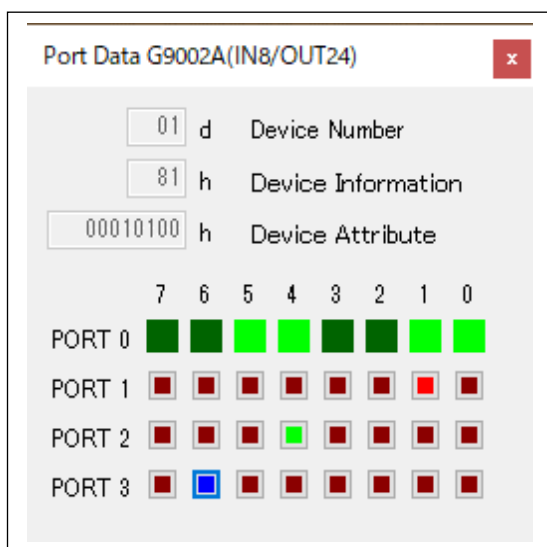 Port Data G9002A(IN8/OUT24)
x
01 d Device Number
81 h Device Information
00010100 h Device Attribute
7 6 5 4 3 2 1 0
PORT 0
PORT 1
PORT 2
PORT 3